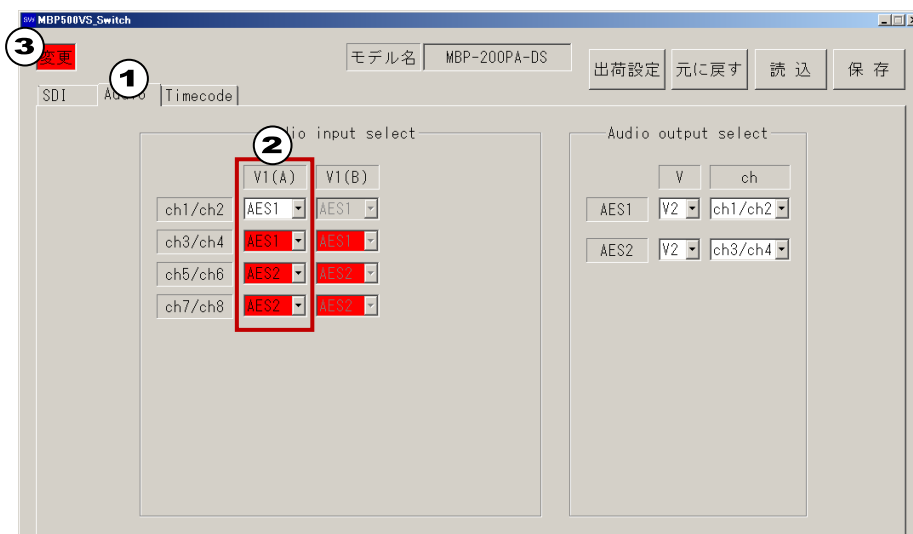 SW MBP500VS_Switch
③ 変更
モデル名 MBP-200PA-DS
出荷設定 元に戻す 読 込 保 存
①
SDI Timecode
② input select
V1(A) V1(B)
ch1/ch2 AES1 AES1
ch3/ch4 AES1 AES1
ch5/ch6 AES2 AES2
ch7/ch8 AES2 AES2
Audio output select
V ch
AES1 V2 ch1/ch2
AES2 V2 ch3/ch4